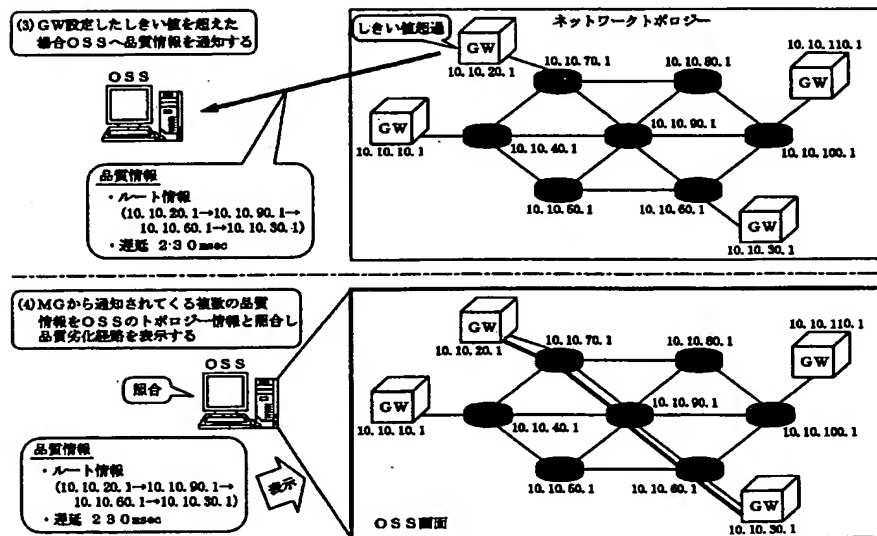 (3) GW設定したしきい値を超えた
場合OSSへ品質情報を通知する
OSS
品質情報
・ルート情報
(10.10.20.1→10.10.90.1→
10.10.60.1→10.10.30.1)
・遅延 230msec
ネットワークトポロジー
しきい値超過
GW
10.10.20.1
10.10.70.1
10.10.80.1
10.10.110.1
GW
GW
10.10.10.1
10.10.40.1
10.10.90.1
10.10.100.1
10.10.50.1
10.10.60.1
GW
10.10.30.1
(4)MGから通知されてくる複数の品質
情報をOSSのトポロジー情報と照合し
品質劣化経路を表示する
OSS
照合
品質情報
・ルート情報
(10.10.20.1→10.10.90.1→
10.10.60.1→10.10.30.1)
・遅延 230msec
表示
GW
10.10.20.1
10.10.70.1
10.10.80.1
10.10.110.1
GW
GW
10.10.10.1
10.10.40.1
10.10.90.1
10.10.100.1
10.10.50.1
10.10.60.1
GW
10.10.30.1
OSS画面